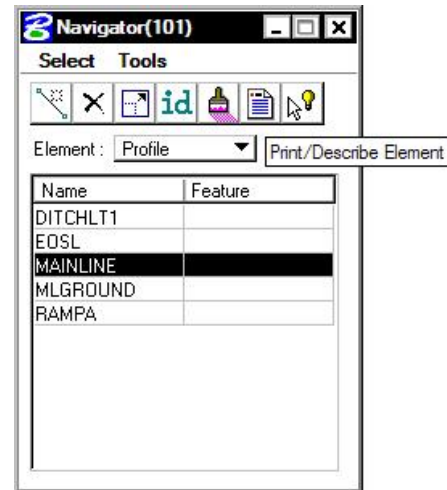 Navigator(101)
Select Tools
id
Element : Profile
Print/Describe Element
Name Feature
DITCHLT1
EOSL
MAINLINE
MLGROUND
RAMPA